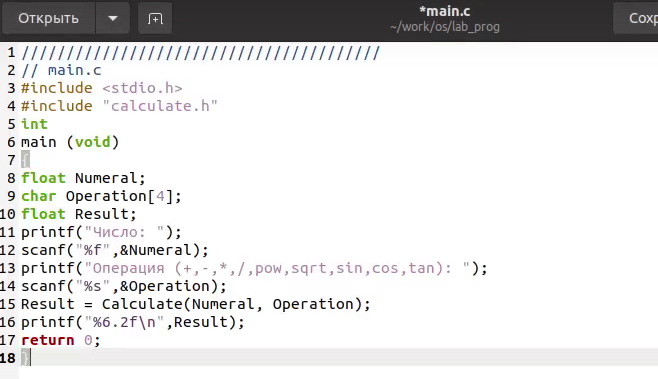 Открыть
*main.c
~/work/os/lab_prog
Сохр
1 ////////////////////////////////////////
2 // main.c
3 #include <stdio.h>
4 #include "calculate.h"
5 int
6 main (void)
7 {
8 float Numeral;
9 char Operation[4];
10 float Result;
11 printf("Число: ");
12 scanf("%f",&Numeral);
13 printf("Операция (+,-,*,/,pow,sqrt,sin,cos,tan): ");
14 scanf("%s",&Operation);
15 Result = Calculate(Numeral, Operation);
16 printf("%6.2f\n",Result);
17 return 0;
18 }